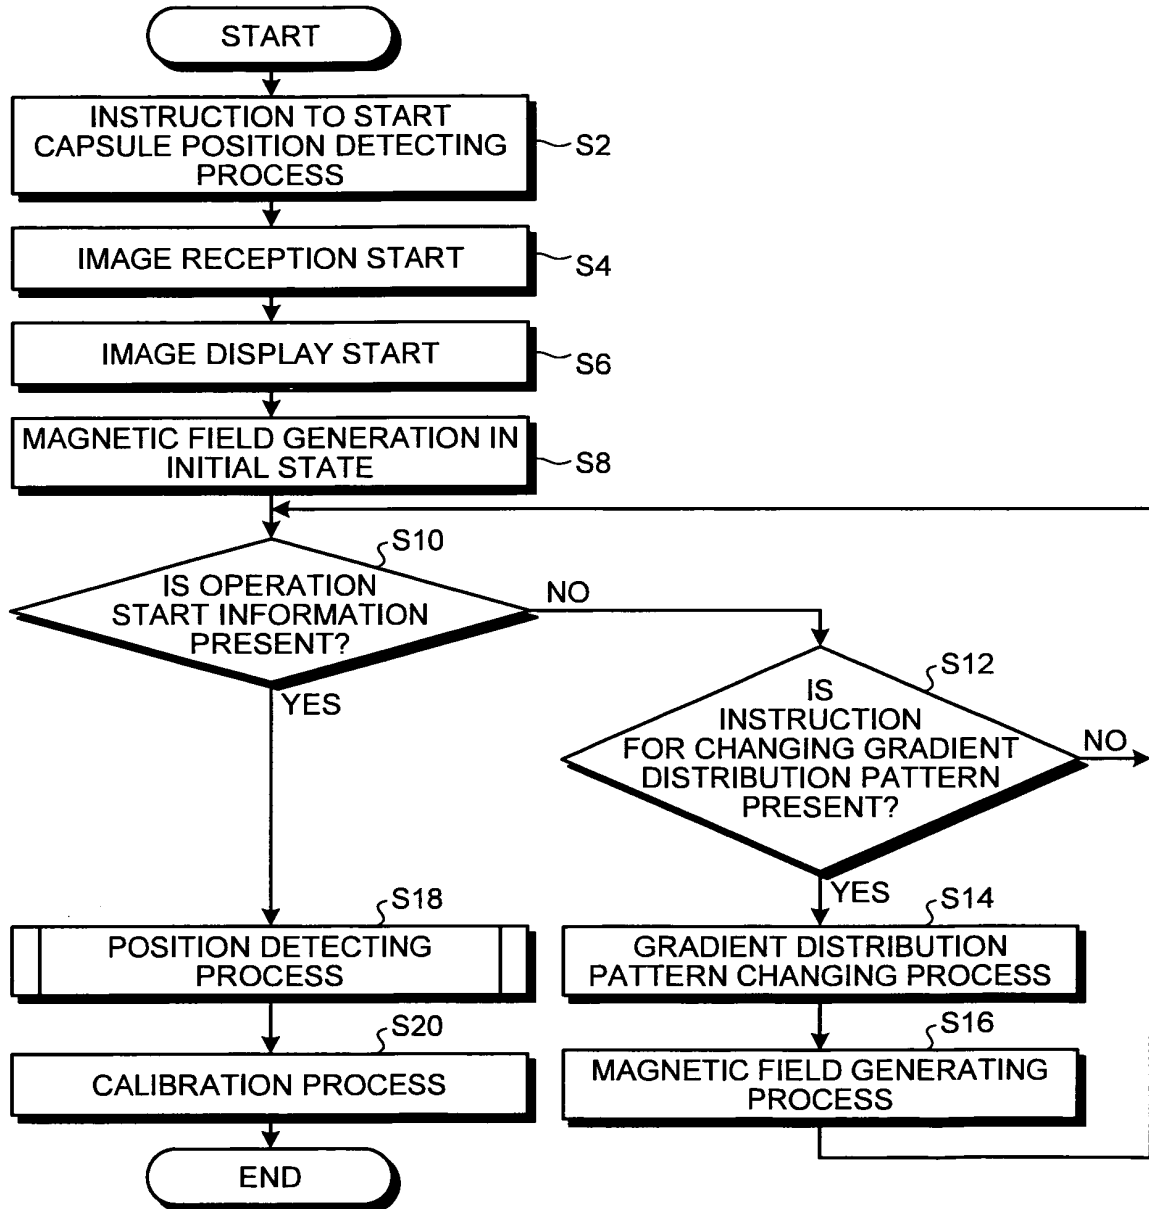 START
INSTRUCTION TO START
CAPSULE POSITION DETECTING
PROCESS
S2
IMAGE RECEPTION START
S4
IMAGE DISPLAY START
S6
MAGNETIC FIELD GENERATION IN
INITIAL STATE
S8
S10
IS OPERATION
START INFORMATION
PRESENT?
NO
YES
S12
IS
INSTRUCTION
FOR CHANGING GRADIENT
DISTRIBUTION PATTERN
PRESENT?
NO
YES
S18
POSITION DETECTING
PROCESS
S14
GRADIENT DISTRIBUTION
PATTERN CHANGING PROCESS
S20
CALIBRATION PROCESS
S16
MAGNETIC FIELD GENERATING
PROCESS
END